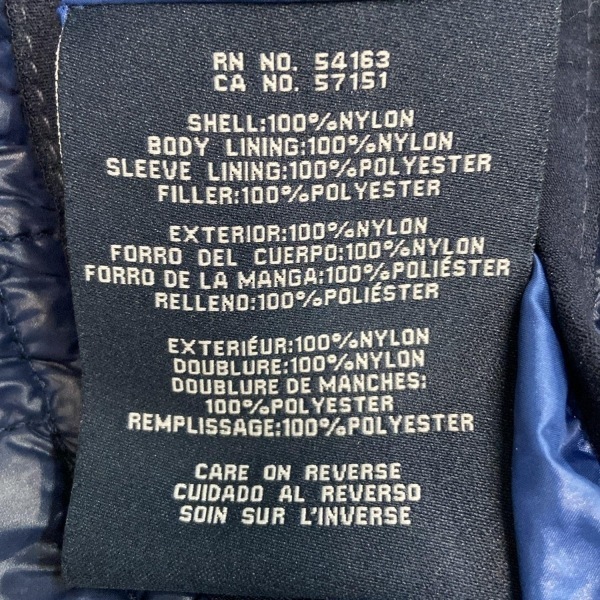 RN NO. 54163
CA NO. 57151
SHELL:100%NYLON
BODY LINING:100%NYLON
SLEEVE LINING:100%POLYESTER
FILLER:100%POLYESTER
EXTERIOR:100%NYLON
FORRO DEL CUERPO:100%NYLON
FORRO DE LA MANGA:100%POLIÉSTER
RELLENO:100%POLIÉSTER
EXTERIÉUR:100%NYLON
DOUBLURE:100%NYLON
DOUBLURE DE MANCHES:
100%POLYESTER
REMPLISSAGE:100%POLYESTER
CARE ON REVERSE
CUIDADO AL REVERSO
SOIN SUR L'INVERSE